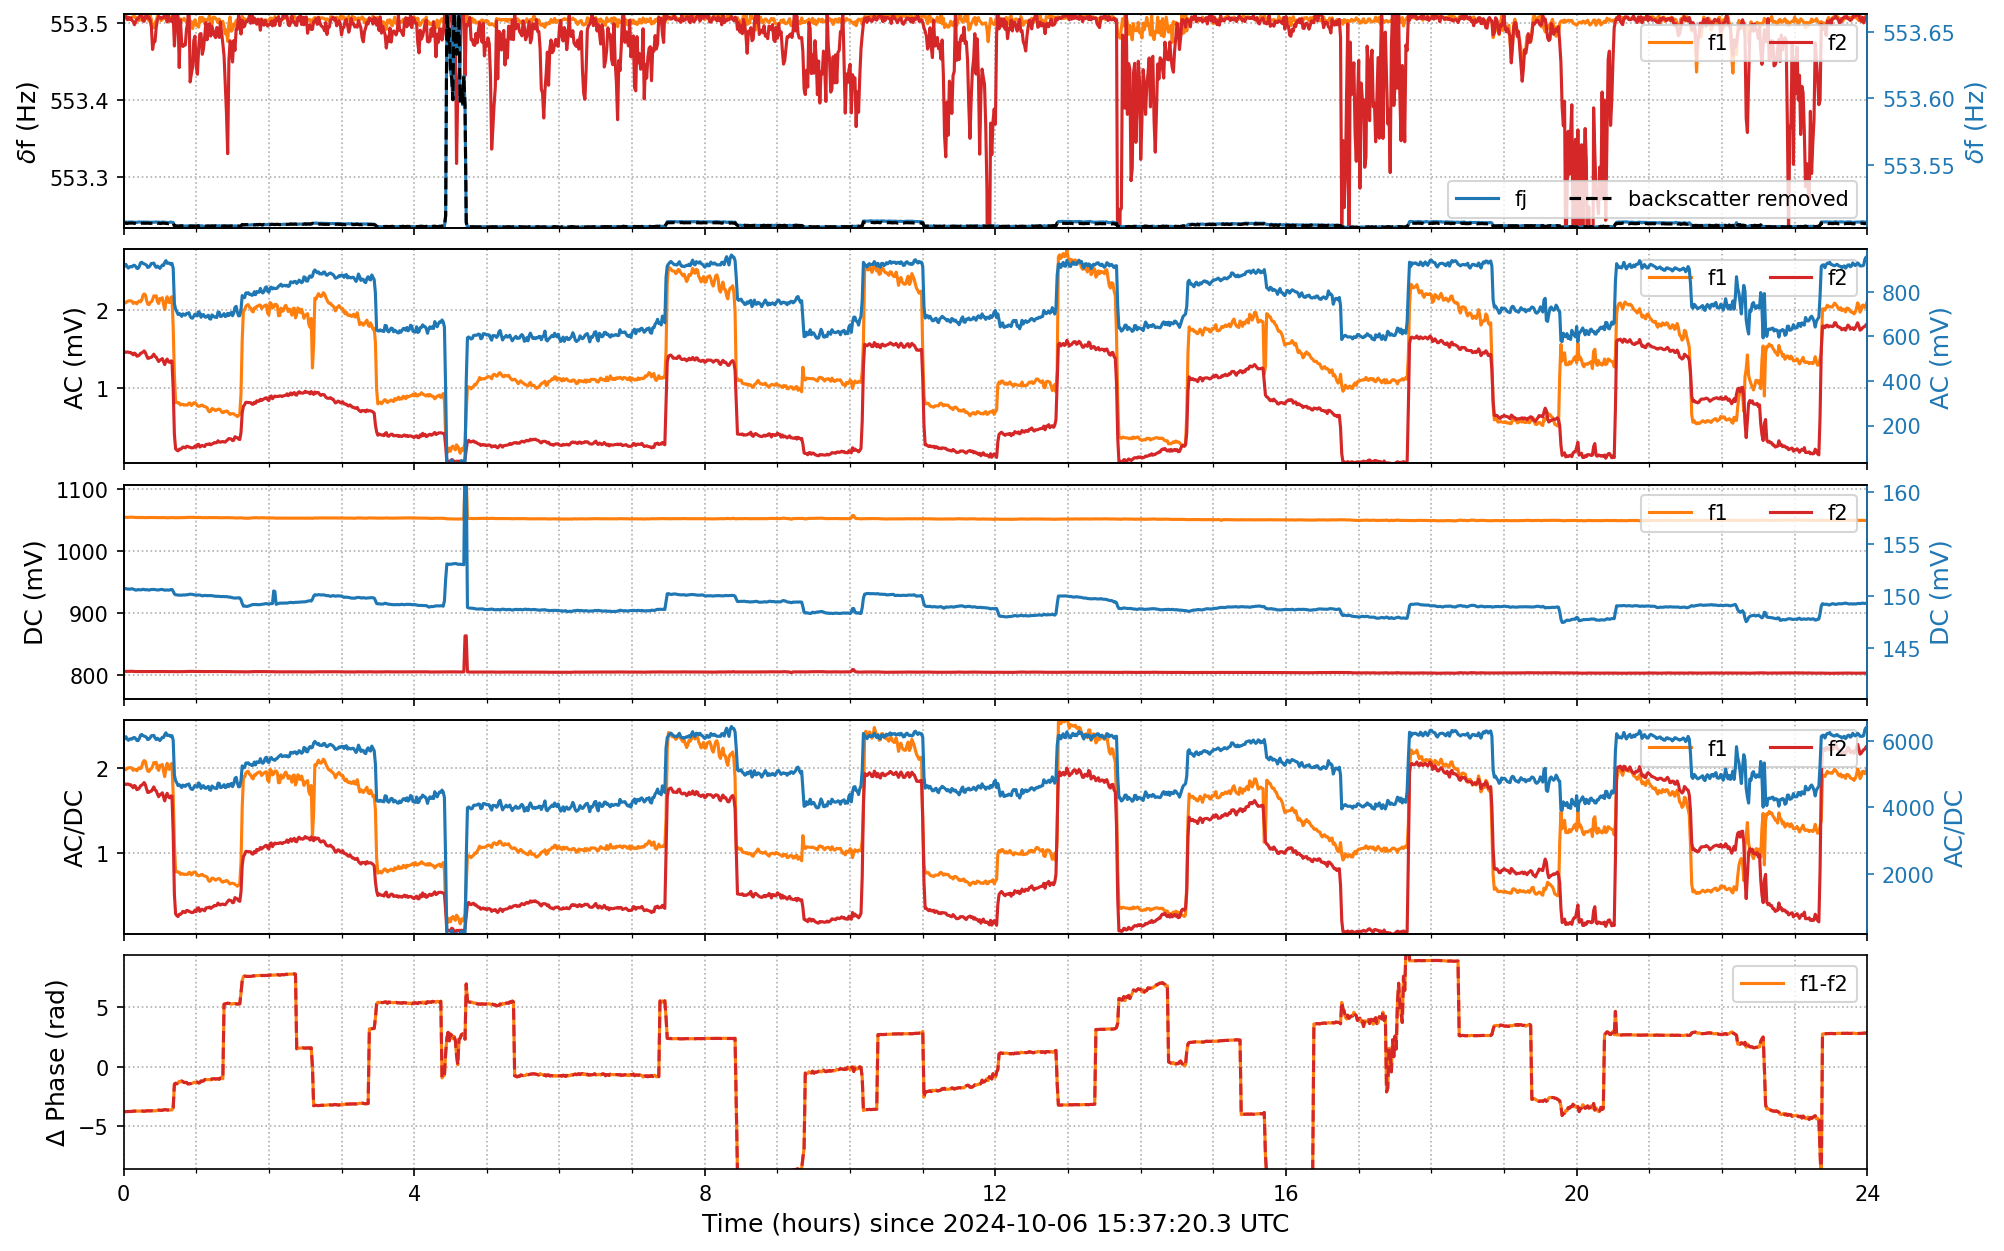 553.5
553.4
553.3
δf (Hz)
f1 f2
fj backscatter removed
553.65
553.60
553.55
δf (Hz)
2
1
AC (mV)
f1 f2
800
600
400
200
AC (mV)
1100
1000
900
800
DC (mV)
f1 f2
160
155
150
145
DC (mV)
2
1
AC/DC
f1 f2
6000
4000
2000
AC/DC
5
0
−5
Δ Phase (rad)
f1-f2
0 4 8 12 16 20 24
Time (hours) since 2024-10-06 15:37:20.3 UTC